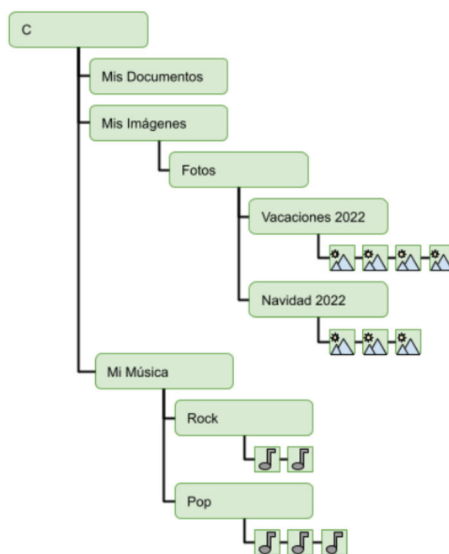 C
Mis Documentos
Mis Imágenes
Fotos
Vacaciones 2022
Navidad 2022
Mi Música
Rock
Pop